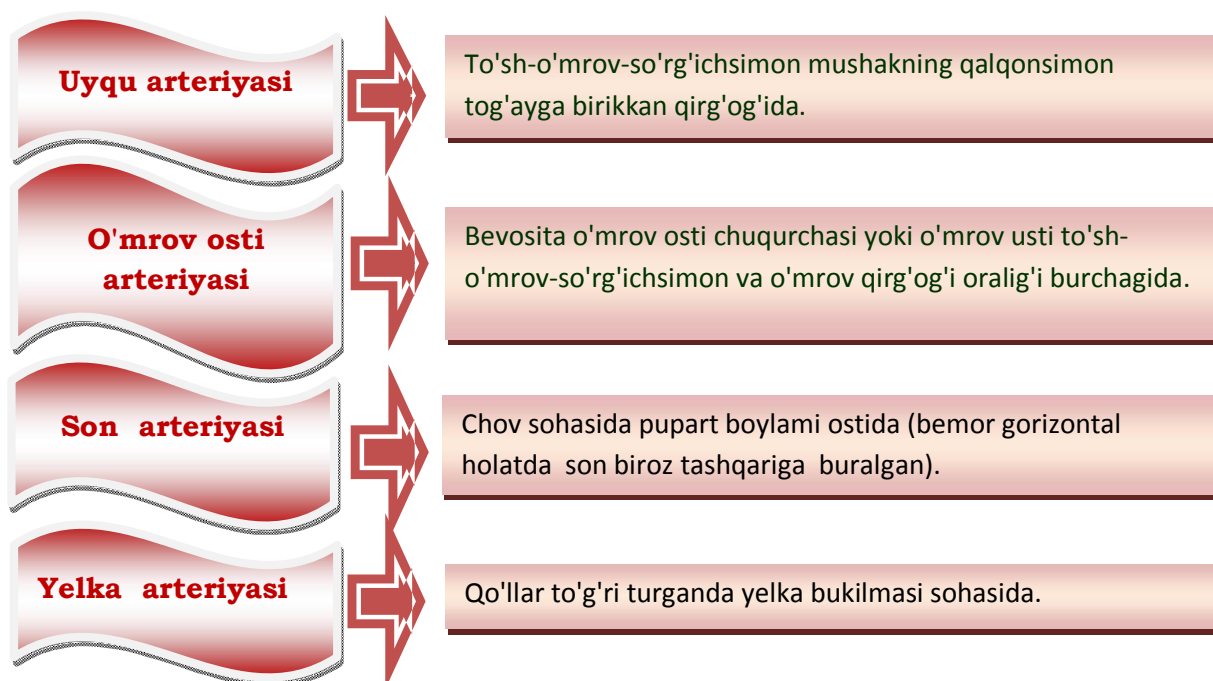 Uyqu arteriyasi
To'sh-o'mrov-so'rg'ichsimon mushakning qalqonsimon
tog'ayga birikkan qirg'og'ida.
O'mrov osti
arteriyasi
Bevosita o'mrov osti chuqurchasi yoki o'mrov usti to'sh-
o'mrov-so'rg'ichsimon va o'mrov qirg'og'i oralig'i burchagida.
Son arteriyasi
Chov sohasida pupart boylami ostida (bemor gorizontal
holatda son biroz tashqariga buralgan).
Yelka arteriyasi
Qo'llar to'g'ri turganda yelka bukilmasi sohasida.